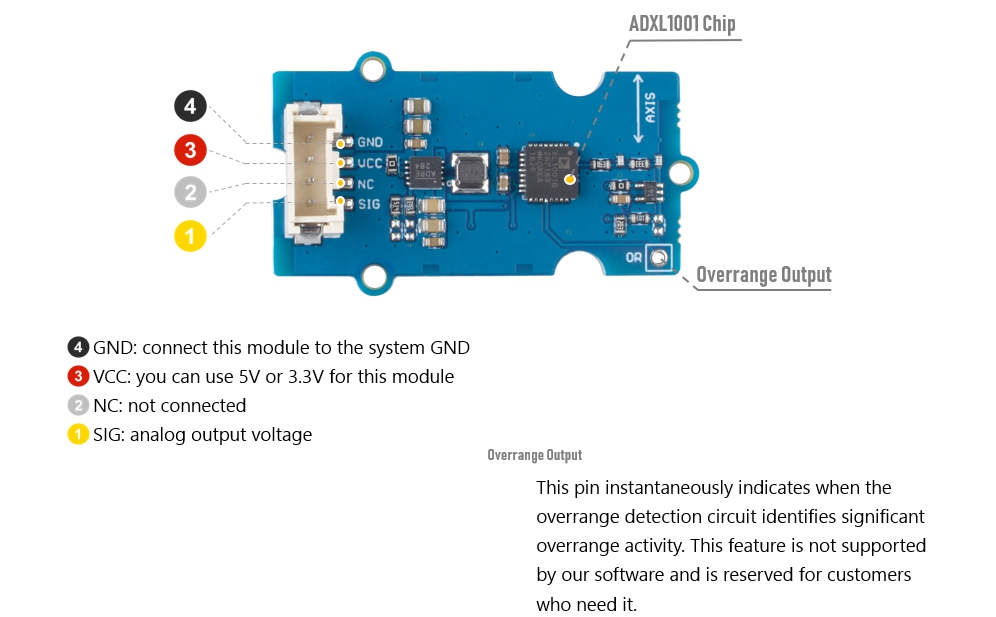 ADXL1001 Chip
AXIS
4
3
2
1
GND
VCC
NC
SIG
ADRE
284
OR
Overrange Output
4 GND: connect this module to the system GND
3 VCC: you can use 5V or 3.3V for this module
2 NC: not connected
1 SIG: analog output voltage
Overrange Output
This pin instantaneously indicates when the
overrange detection circuit identifies significant
overrange activity. This feature is not supported
by our software and is reserved for customers
who need it.